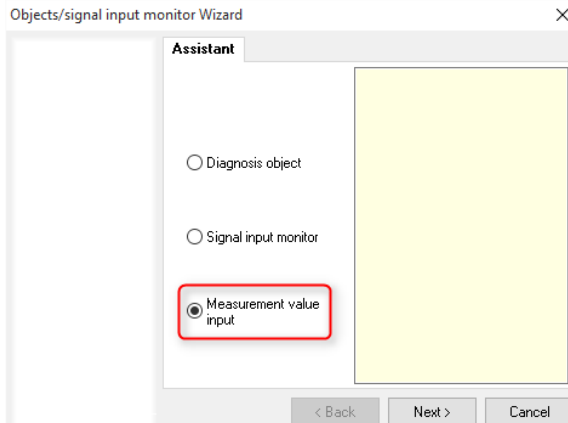 Objects/signal input monitor Wizard
Assistant
Diagnosis object
Signal input monitor
Measurement value
input
< Back Next > Cancel